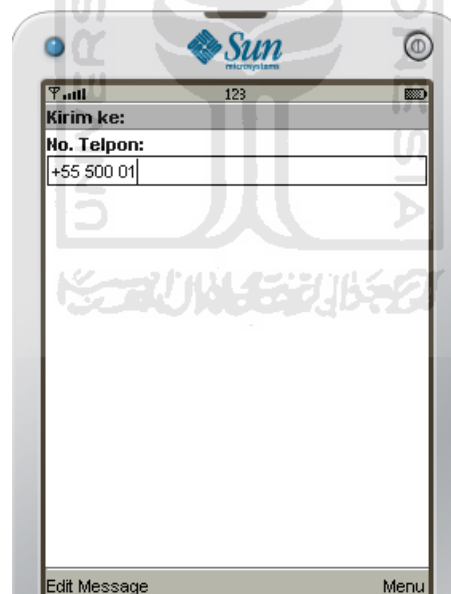 Sun
microsystems
123
Kirim ke:
No. Telpon:
+55 500 01
Edit Message
Menu